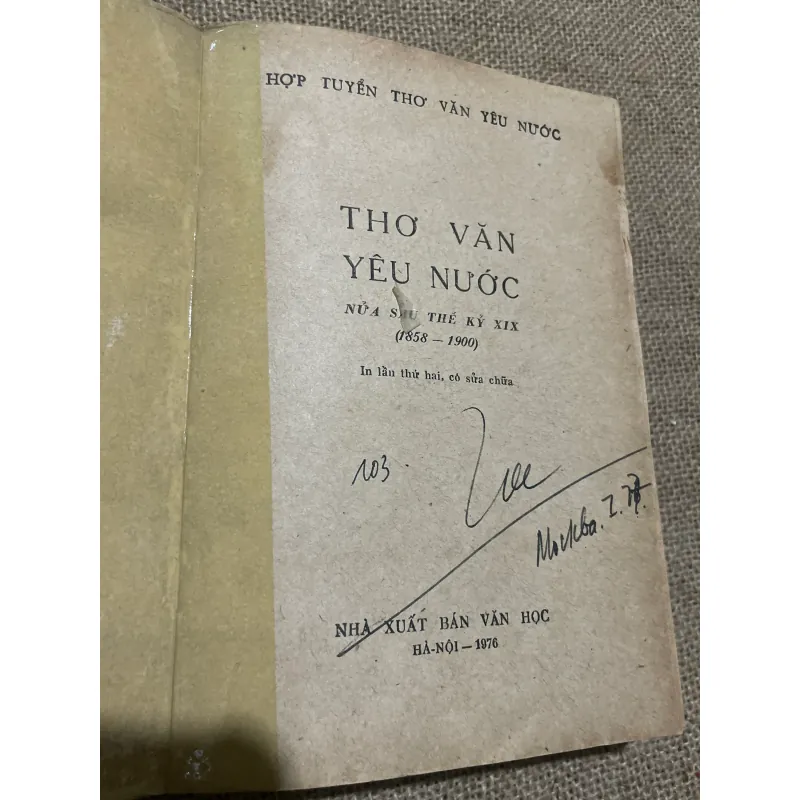 HỢP TUYỂN THƠ VĂN YÊU NƯỚC
THƠ VĂN
YÊU NƯỚC
NỬA SAU THẾ KỶ XIX
(1858 — 1900)
In lần thứ hai, có sửa chữa
103.
Москва.
NHÀ XUẤT BẢN VĂN HỌC
HÀ-NỘI — 1976